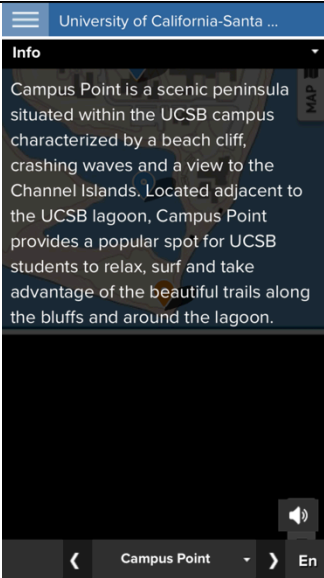 University of California-Santa ...
Info
MAP
Campus Point is a scenic peninsula
situated within the UCSB campus
characterized by a beach cliff,
crashing waves and a view to the
Channel Islands. Located adjacent to
the UCSB lagoon, Campus Point
provides a popular spot for UCSB
students to relax, surf and take
advantage of the beautiful trails along
the bluffs and around the lagoon.
Campus Point
En